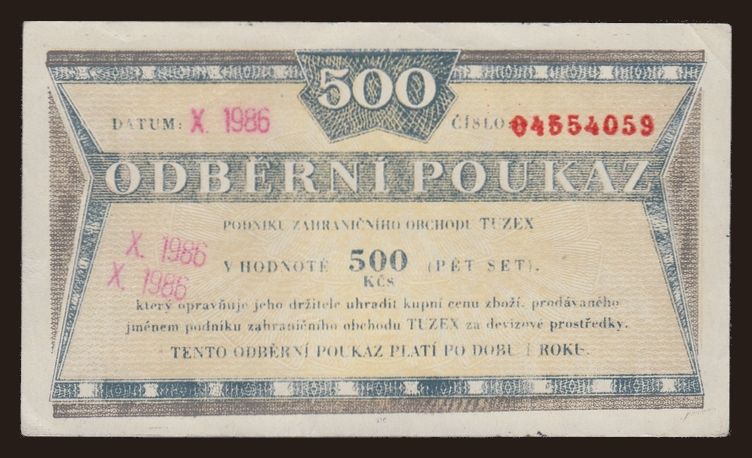 500
DATUM: X. 1986 ČÍSLO: 04554059
ODBĚRNÍ POUKAZ
PODNIKU ZAHRANIČNÍHO OBCHODU TUZEX
X. 1986
V HODNOTĚ 500 (PĚT SET),
KČS
X. 1986
který opravňuje jeho držitele uhradit kupní cenu zboží, prodávaného
jménem podniku zahraničního obchodu TUZEX za devizové prostředky.
TENTO ODBĚRNÍ POUKAZ PLATÍ PO DOBU 1 ROKU.